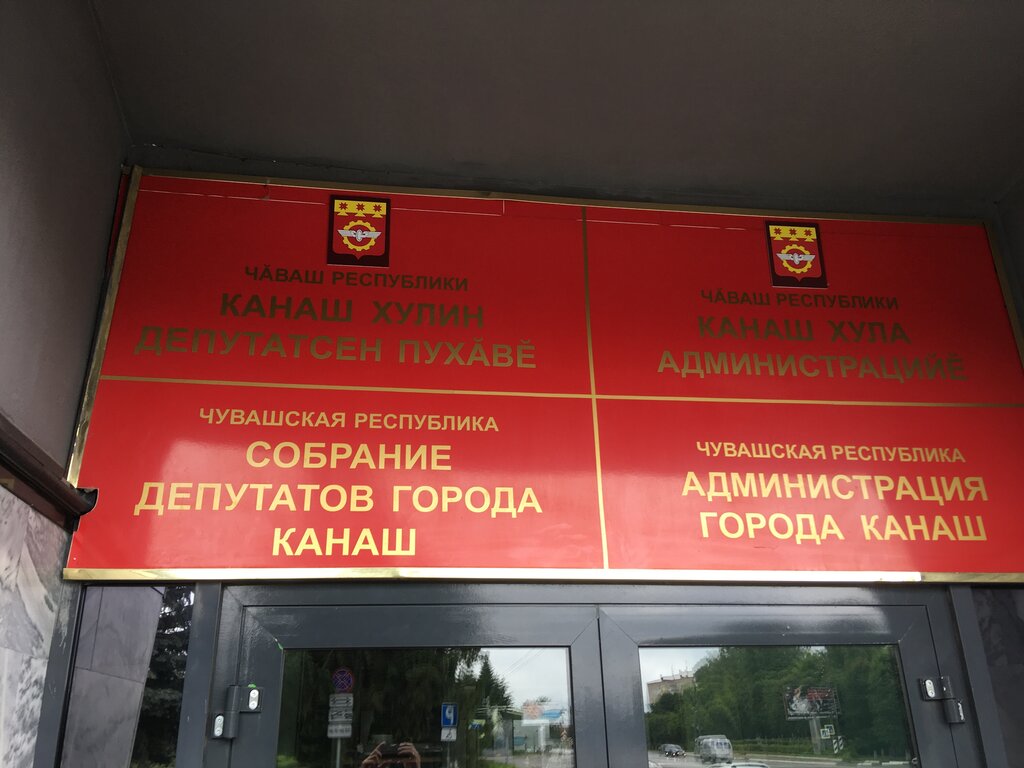 ЧӐВАШ РЕСПУБЛИКИ
КАНАШ ХУЛИН
ДЕПУТАТСЕН ПУХӐВӖ
ЧУВАШСКАЯ РЕСПУБЛИКА
СОБРАНИЕ
ДЕПУТАТОВ ГОРОДА
КАНАШ
ЧӐВАШ РЕСПУБЛИКИ
КАНАШ ХУЛА
АДМИНИСТРАЦИЙӖ
ЧУВАШСКАЯ РЕСПУБЛИКА
АДМИНИСТРАЦИЯ
ГОРОДА КАНАШ